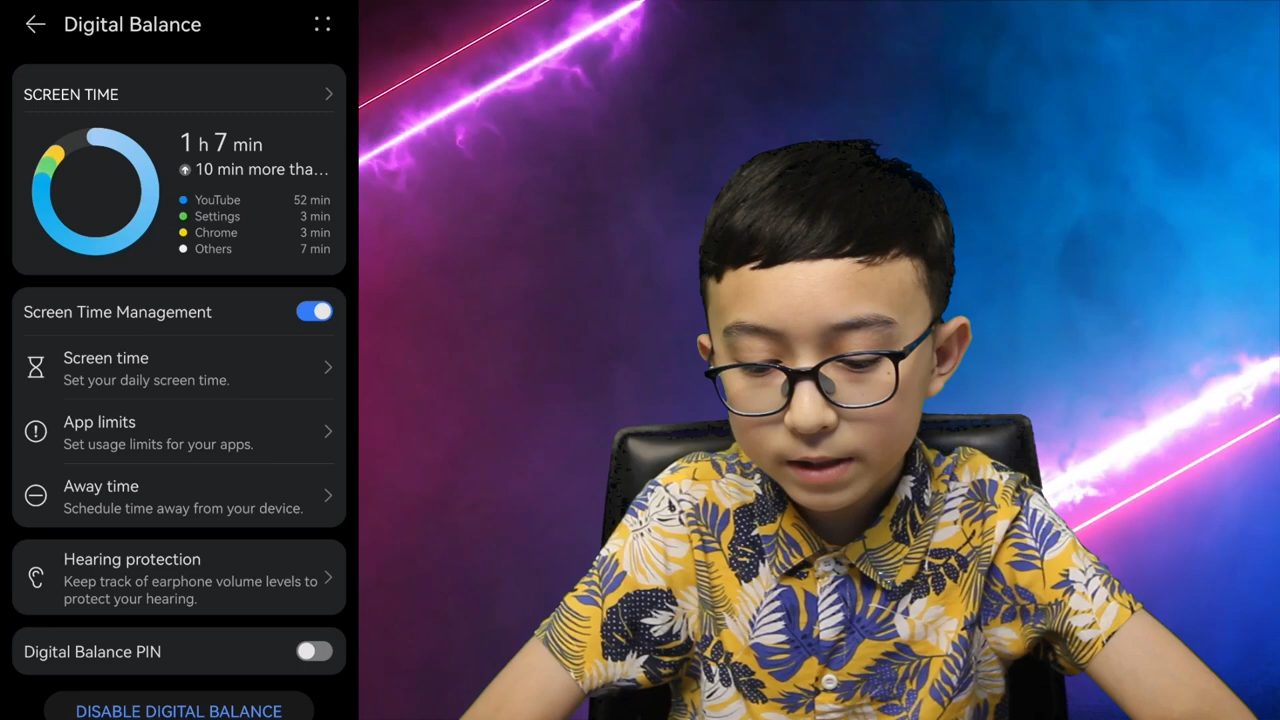 Digital Balance
SCREEN TIME
1 h 7 min
10 min more tha...
YouTube 52 min
Settings 3 min
Chrome 3 min
Others 7 min
Screen Time Management
Screen time
Set your daily screen time.
App limits
Set usage limits for your apps.
Away time
Schedule time away from your device.
Hearing protection
Keep track of earphone volume levels to
protect your hearing.
Digital Balance PIN
DISABLE DIGITAL BALANCE